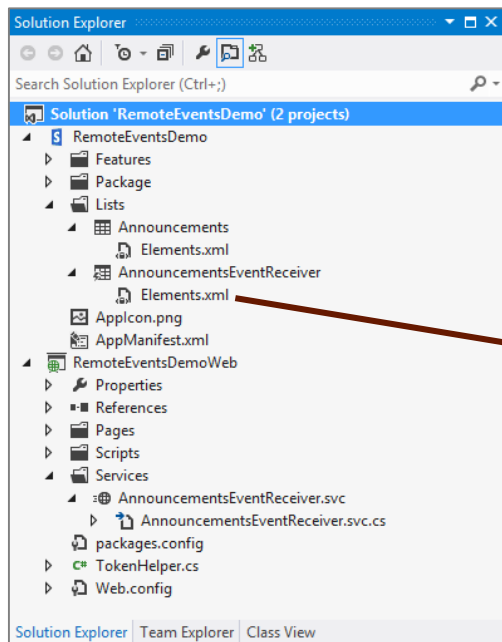 Solution Explorer
Search Solution Explorer (Ctrl+;)
Solution 'RemoteEventsDemo' (2 projects)
RemoteEventsDemo
Features
Package
Lists
Announcements
Elements.xml
AnnouncementsEventReceiver
Elements.xml
AppIcon.png
AppManifest.xml
RemoteEventsDemoWeb
Properties
References
Pages
Scripts
Services
AnnouncementsEventReceiver.svc
AnnouncementsEventReceiver.svc.cs
packages.config
C# TokenHelper.cs
Web.config
Solution Explorer Team Explorer Class View